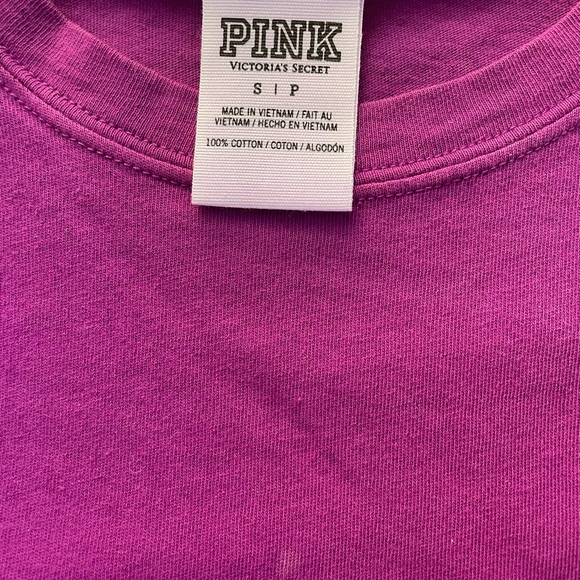 PINK
VICTORIA'S SECRET
S | P
MADE IN VIETNAM / FAIT AU
VIETNAM / HECHO EN VIETNAM
100% COTTON / COTON / ALGODÓN